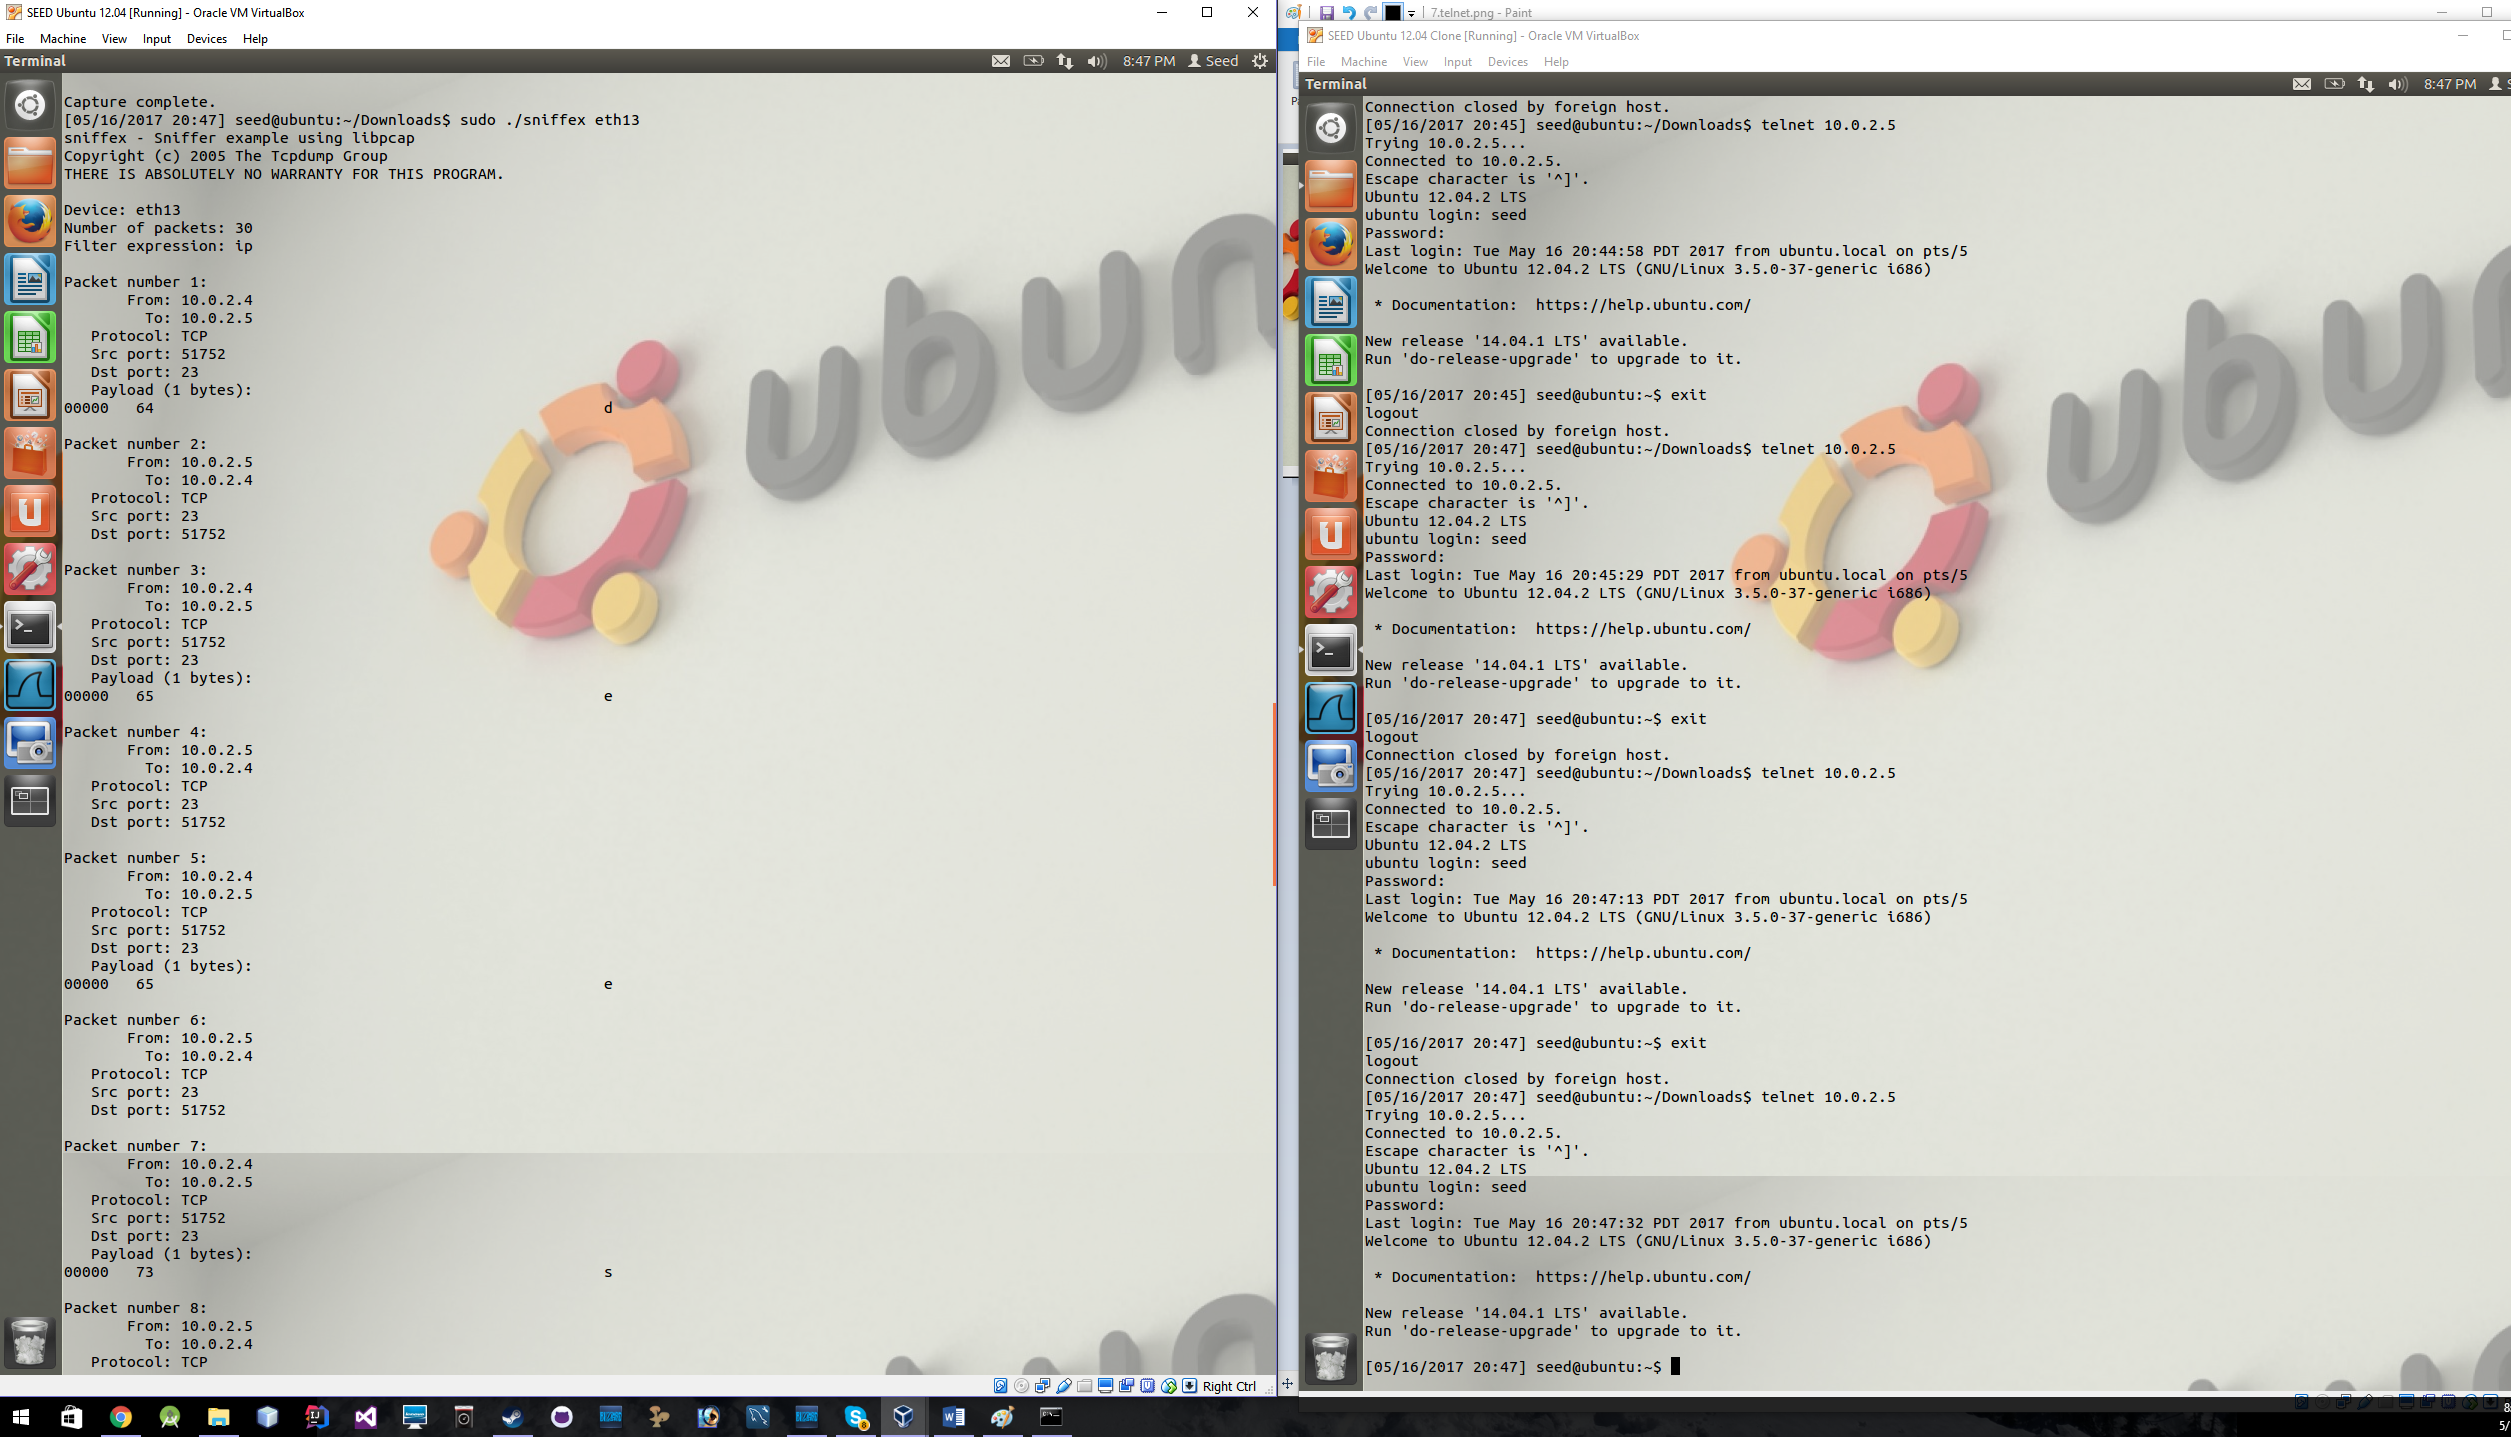 SEED Ubuntu 12.04 [Running] - Oracle VM VirtualBox
File Machine View Input Devices Help
Terminal
8:47 PM Seed
Capture complete.
[05/16/2017 20:47] seed@ubuntu:~/Downloads$ sudo ./sniffex eth13
sniffex - Sniffer example using libpcap
Copyright (c) 2005 The Tcpdump Group
THERE IS ABSOLUTELY NO WARRANTY FOR THIS PROGRAM.
Device: eth13
Number of packets: 30
Filter expression: ip
Packet number 1:
From: 10.0.2.4
To: 10.0.2.5
Protocol: TCP
Src port: 51752
Dst port: 23
Payload (1 bytes):
00000 64 d
Packet number 2:
From: 10.0.2.5
To: 10.0.2.4
Protocol: TCP
Src port: 23
Dst port: 51752
Packet number 3:
From: 10.0.2.4
To: 10.0.2.5
Protocol: TCP
Src port: 51752
Dst port: 23
Payload (1 bytes):
00000 65 e
Packet number 4:
From: 10.0.2.5
To: 10.0.2.4
Protocol: TCP
Src port: 23
Dst port: 51752
Packet number 5:
From: 10.0.2.4
To: 10.0.2.5
Protocol: TCP
Src port: 51752
Dst port: 23
Payload (1 bytes):
00000 65 e
Packet number 6:
From: 10.0.2.5
To: 10.0.2.4
Protocol: TCP
Src port: 23
Dst port: 51752
Packet number 7:
From: 10.0.2.4
To: 10.0.2.5
Protocol: TCP
Src port: 51752
Dst port: 23
Payload (1 bytes):
00000 73 s
Packet number 8:
From: 10.0.2.5
To: 10.0.2.4
Protocol: TCP
Right Ctrl
7.telnet.png - Paint
SEED Ubuntu 12.04 Clone [Running] - Oracle VM VirtualBox
File Machine View Input Devices Help
Terminal
8:47 PM
Connection closed by foreign host.
[05/16/2017 20:45] seed@ubuntu:~/Downloads$ telnet 10.0.2.5
Trying 10.0.2.5...
Connected to 10.0.2.5.
Escape character is '^]'.
Ubuntu 12.04.2 LTS
ubuntu login: seed
Password:
Last login: Tue May 16 20:44:58 PDT 2017 from ubuntu.local on pts/5
Welcome to Ubuntu 12.04.2 LTS (GNU/Linux 3.5.0-37-generic i686)
* Documentation: https://help.ubuntu.com/
New release '14.04.1 LTS' available.
Run 'do-release-upgrade' to upgrade to it.
[05/16/2017 20:45] seed@ubuntu:~$ exit
logout
Connection closed by foreign host.
[05/16/2017 20:47] seed@ubuntu:~/Downloads$ telnet 10.0.2.5
Trying 10.0.2.5...
Connected to 10.0.2.5.
Escape character is '^]'.
Ubuntu 12.04.2 LTS
ubuntu login: seed
Password:
Last login: Tue May 16 20:45:29 PDT 2017 from ubuntu.local on pts/5
Welcome to Ubuntu 12.04.2 LTS (GNU/Linux 3.5.0-37-generic i686)
* Documentation: https://help.ubuntu.com/
New release '14.04.1 LTS' available.
Run 'do-release-upgrade' to upgrade to it.
[05/16/2017 20:47] seed@ubuntu:~$ exit
logout
Connection closed by foreign host.
[05/16/2017 20:47] seed@ubuntu:~/Downloads$ telnet 10.0.2.5
Trying 10.0.2.5...
Connected to 10.0.2.5.
Escape character is '^]'.
Ubuntu 12.04.2 LTS
ubuntu login: seed
Password:
Last login: Tue May 16 20:47:13 PDT 2017 from ubuntu.local on pts/5
Welcome to Ubuntu 12.04.2 LTS (GNU/Linux 3.5.0-37-generic i686)
* Documentation: https://help.ubuntu.com/
New release '14.04.1 LTS' available.
Run 'do-release-upgrade' to upgrade to it.
[05/16/2017 20:47] seed@ubuntu:~$ exit
logout
Connection closed by foreign host.
[05/16/2017 20:47] seed@ubuntu:~/Downloads$ telnet 10.0.2.5
Trying 10.0.2.5...
Connected to 10.0.2.5.
Escape character is '^]'.
Ubuntu 12.04.2 LTS
ubuntu login: seed
Password:
Last login: Tue May 16 20:47:32 PDT 2017 from ubuntu.local on pts/5
Welcome to Ubuntu 12.04.2 LTS (GNU/Linux 3.5.0-37-generic i686)
* Documentation: https://help.ubuntu.com/
New release '14.04.1 LTS' available.
Run 'do-release-upgrade' to upgrade to it.
[05/16/2017 20:47] seed@ubuntu:~$